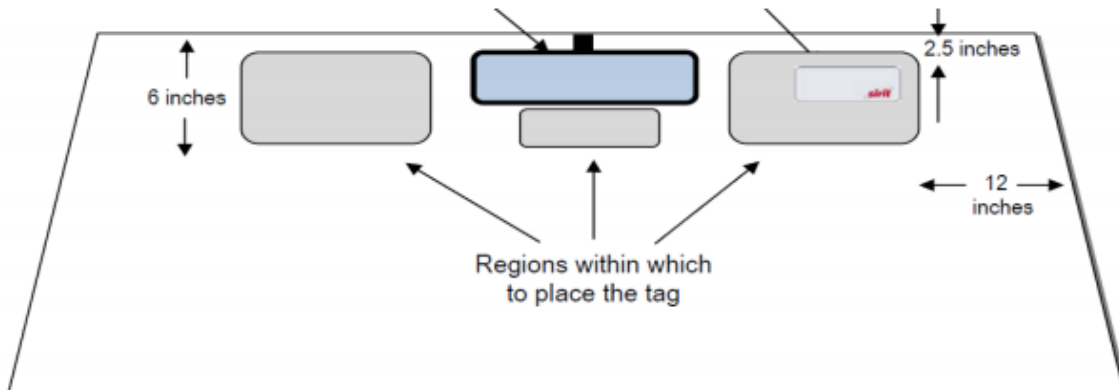 2.5 inches
6 inches
sirit
12
inches
Regions within which
to place the tag